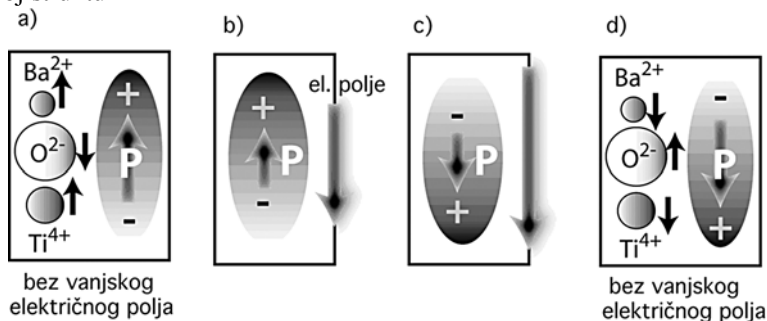 a)
b)
c)
d)
Ba2+
+
O2-
P
-
Ti4+
bez vanjskog
električnog polja
+
P
-
el. polje
-
P
+
Ba2+
-
O2-
P
+
Ti4+
bez vanjskog
električnog polja